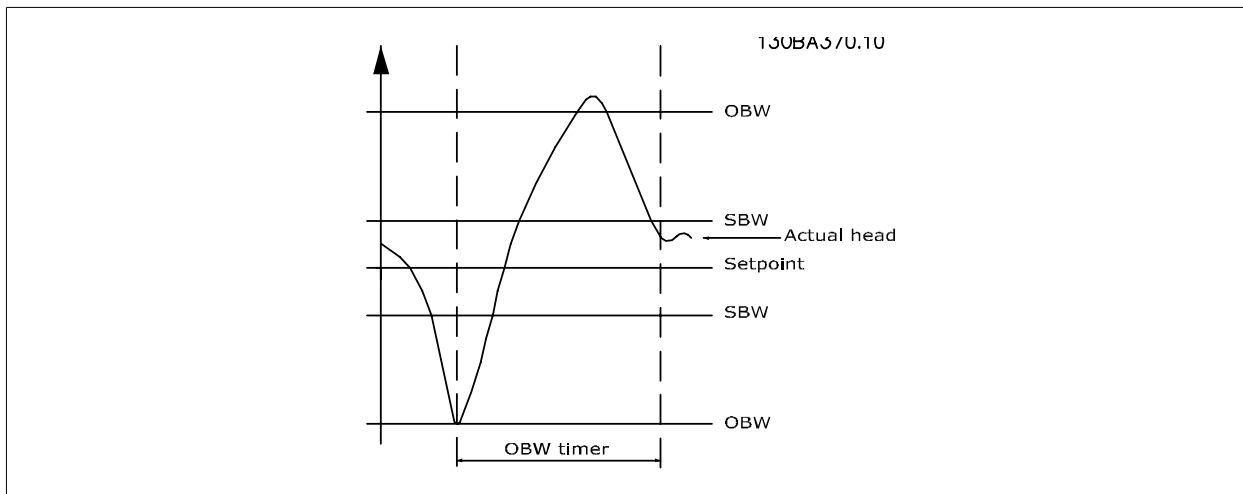 130BA370.10
OBW
SBW
Actual head
Setpoint
SBW
OBW
OBW timer